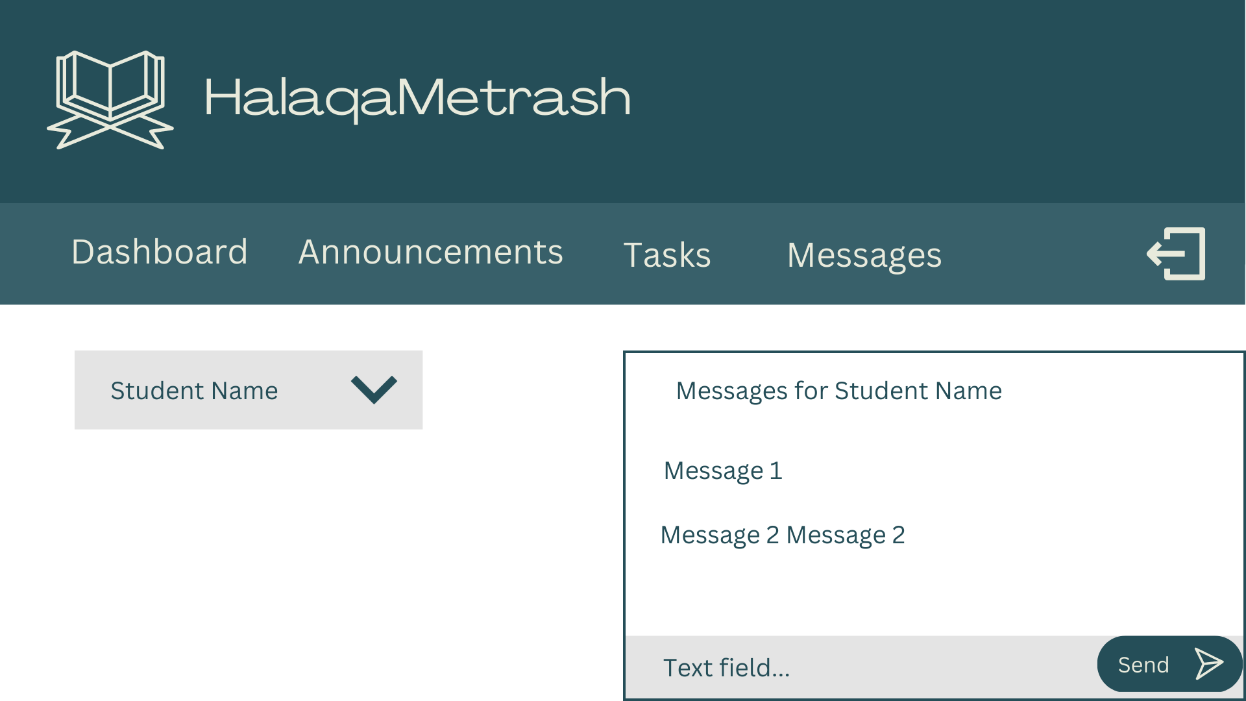 HalaqaMetrash
Dashboard Announcements Tasks Messages
Student Name
Messages for Student Name
Message 1
Message 2 Message 2
Text field...
Send